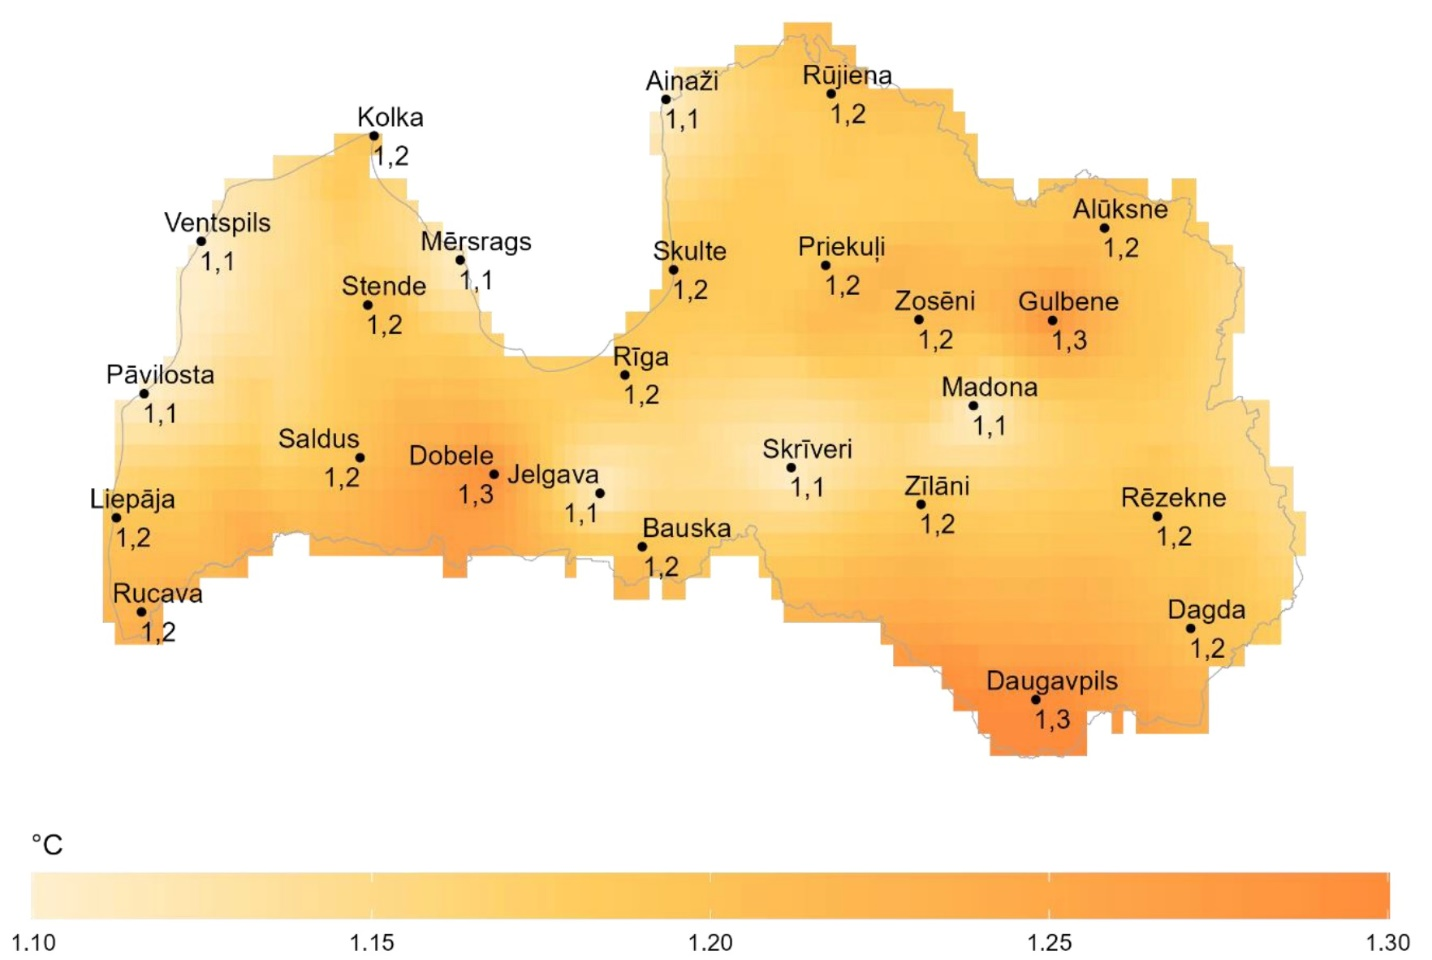 Ainaži
1,1
Rūjiena
1,2
Kolka
1,2
Ventspils
1,1
Mērsrags
1,1
Skulte
1,2
Priekuļi
1,2
Alūksne
1,2
Stende
1,2
Zosēni
1,2
Gulbene
1,3
Rīga
1,2
Pāvilosta
1,1
Madona
1,1
Saldus
1,2
Dobele
1,3
Jelgava
1,1
Skrīveri
1,1
Zīlāni
1,2
Rēzekne
1,2
Liepāja
1,2
Bauska
1,2
Rucava
1,2
Dagda
1,2
Daugavpils
1,3
°C
1.10 1.15 1.20 1.25 1.30